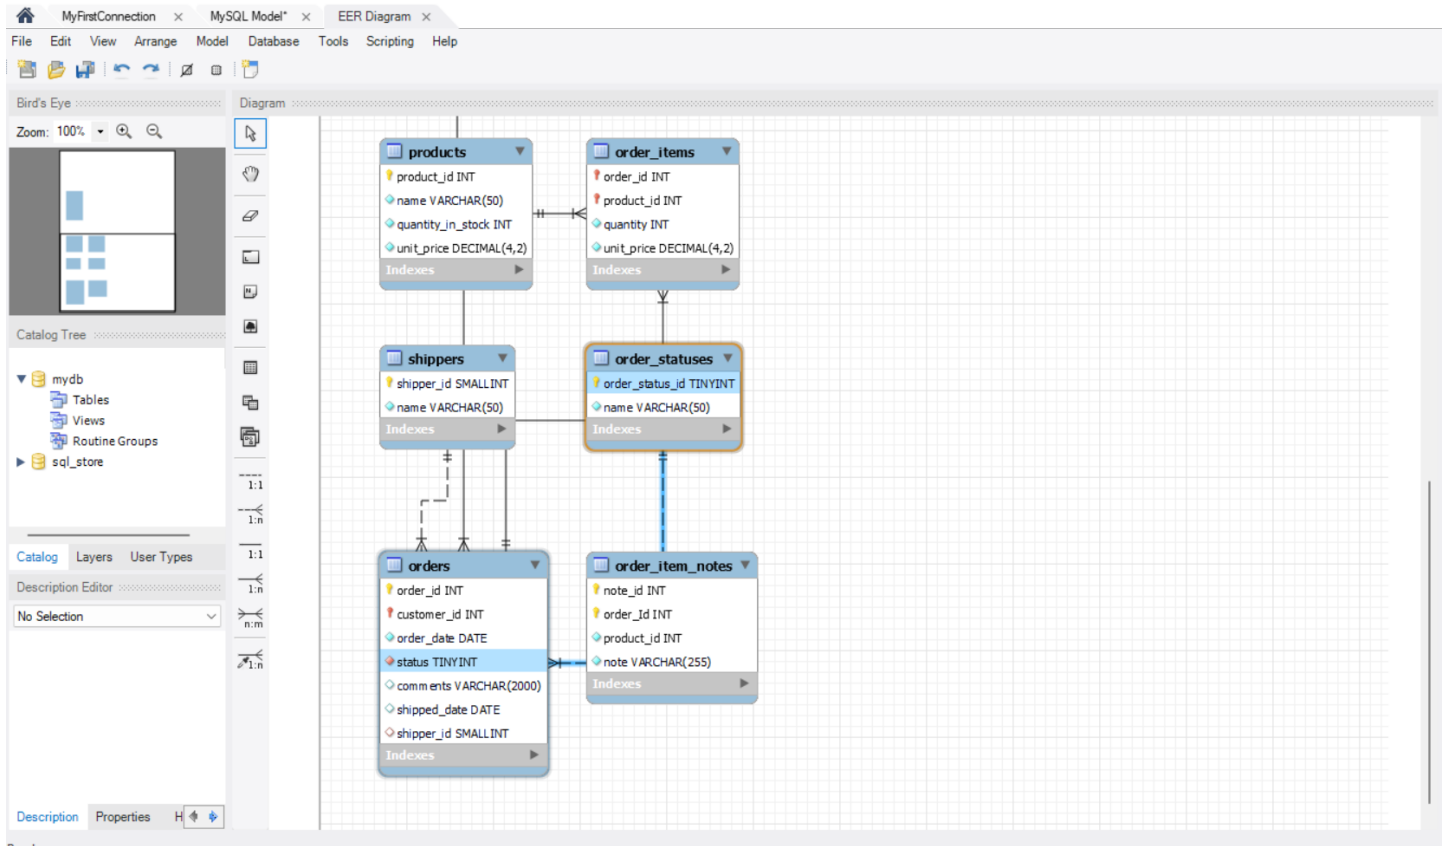 MyFirstConnection × MySQL Model* × EER Diagram ×
File Edit View Arrange Model Database Tools Scripting Help
Bird's Eye
Diagram
Zoom: 100%
Catalog Tree
mydb
Tables
Views
Routine Groups
sql_store
Catalog Layers User Types
Description Editor
No Selection
Description Properties H
1:1
1:n
1:1
1:n
n:m
1:n
products
product_id INT
name VARCHAR(50)
quantity_in_stock INT
unit_price DECIMAL(4,2)
Indexes
order_items
order_id INT
product_id INT
quantity INT
unit_price DECIMAL(4,2)
Indexes
shippers
shipper_id SMALLINT
name VARCHAR(50)
Indexes
order_statuses
order_status_id TINYINT
name VARCHAR(50)
Indexes
orders
order_id INT
customer_id INT
order_date DATE
status TINYINT
comments VARCHAR(2000)
shipped_date DATE
shipper_id SMALLINT
Indexes
order_item_notes
note_id INT
order_Id INT
product_id INT
note VARCHAR(255)
Indexes